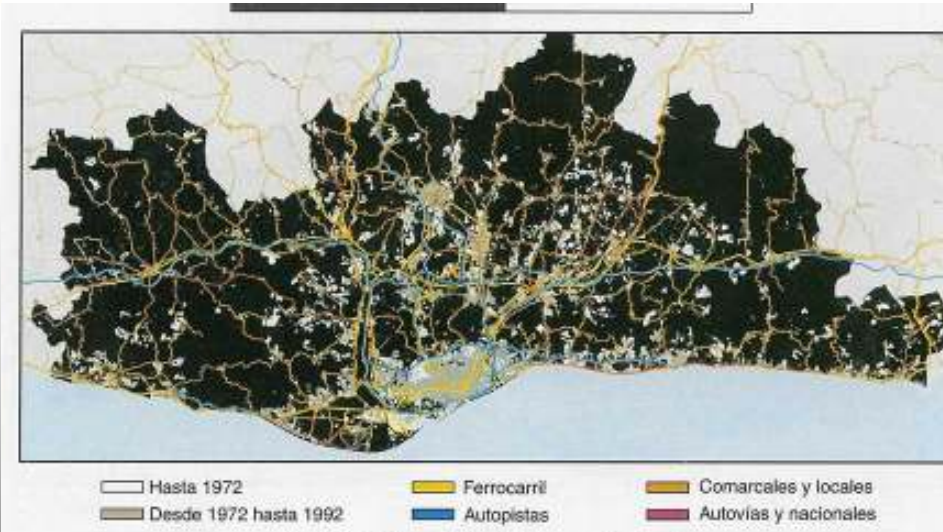 Hasta 1972
Ferrocarril
Comarcales y locales
Desde 1972 hasta 1992
Autopistas
Autovías y nacionales